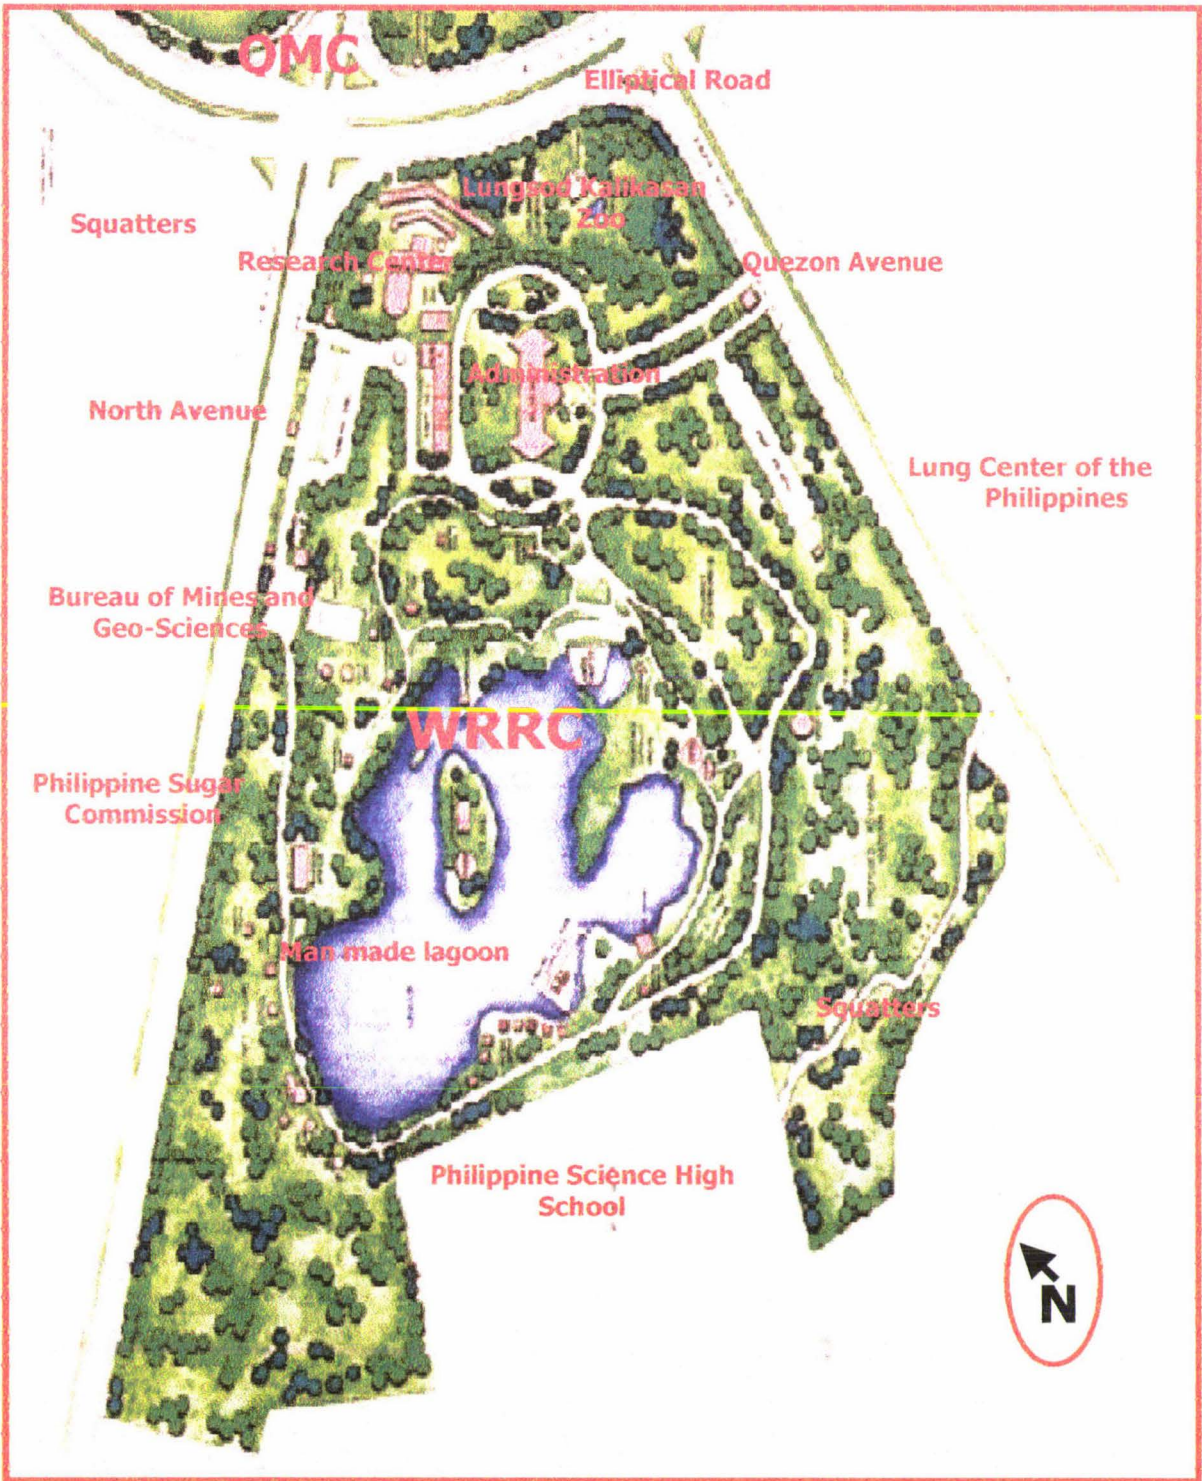 QMC
Elliptical Road
Lungsod Kalikasan
Zoo
Squatters
Research Center
Quezon Avenue
Administration
North Avenue
Lung Center of the
Philippines
Bureau of Mines and
Geo-Sciences
WRRC
Philippine Sugar
Commission
Man made lagoon
Squatters
Philippine Science High
School
N